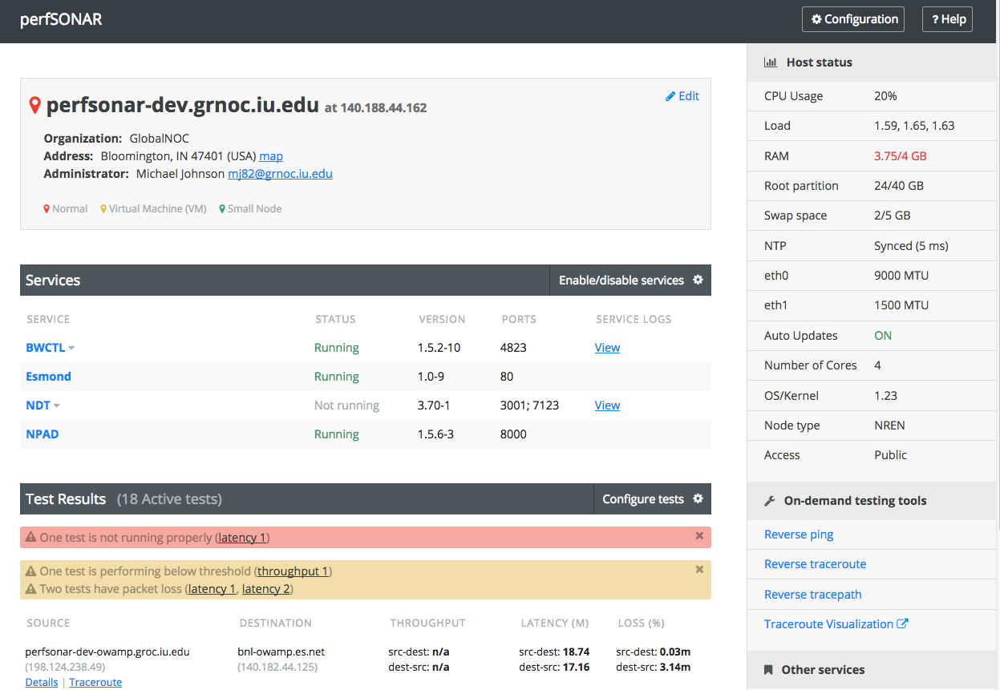 perfSONAR
Configuration
? Help
perfsonar-dev.grnoc.iu.edu at 140.188.44.162
Edit
Organization: GlobalNOC
Address: Bloomington, IN 47401 (USA) map
Administrator: Michael Johnson mj82@grnoc.iu.edu
Normal Virtual Machine (VM) Small Node
Services
Enable/disable services
SERVICE STATUS VERSION PORTS SERVICE LOGS
BWCTL Running 1.5.2-10 4823 View
Esmond Running 1.0-9 80
NDT Not running 3.70-1 3001; 7123 View
NPAD Running 1.5.6-3 8000
Test Results (18 Active tests)
Configure tests
One test is not running properly (latency 1)
One test is performing below threshold (throughput 1)
Two tests have packet loss (latency 1, latency 2)
SOURCE DESTINATION THROUGHPUT LATENCY (M) LOSS (%)
perfsonar-dev-owamp.groc.iu.edu bnl-owamp.es.net src-dest: n/a src-dest: 18.74 src-dest: 0.03m
(198.124.238.49) (140.182.44.125) dest-src: n/a dest-src: 17.16 dest-src: 3.14m
Details | Traceroute
Host status
CPU Usage 20%
Load 1.59, 1.65, 1.63
RAM 3.75/4 GB
Root partition 24/40 GB
Swap space 2/5 GB
NTP Synced (5 ms)
eth0 9000 MTU
eth1 1500 MTU
Auto Updates ON
Number of Cores 4
OS/Kernel 1.23
Node type NREN
Access Public
On-demand testing tools
Reverse ping
Reverse traceroute
Reverse tracepath
Traceroute Visualization
Other services